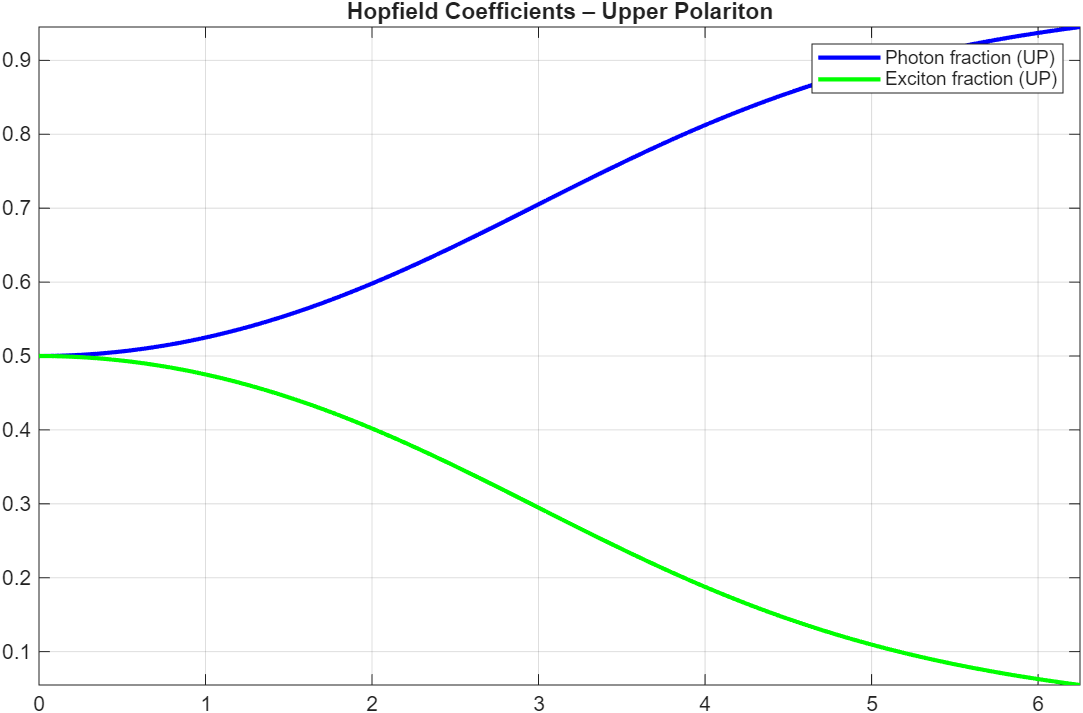 Hopfield Coefficients – Upper Polariton
0.9
0.8
0.7
0.6
0.5
0.4
0.3
0.2
0.1
Photon fraction (UP)
Exciton fraction (UP)
0 1 2 3 4 5 6